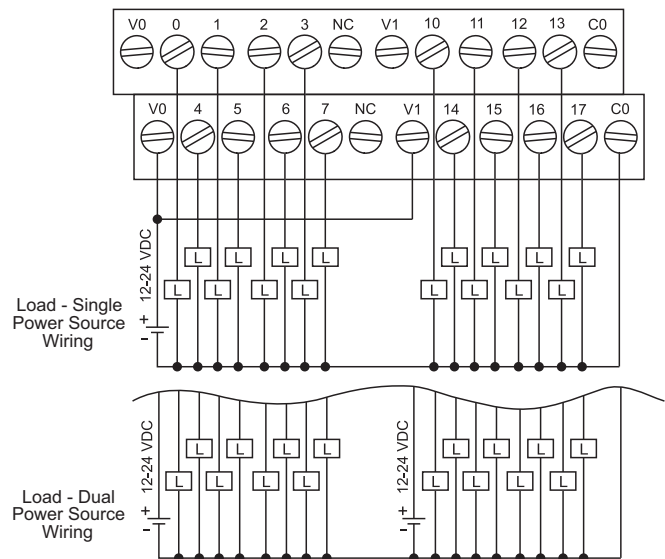 V0 0 1 2 3 NC V1 10 11 12 13 C0
V0 4 5 6 7 NC V1 14 15 16 17 C0
12-24 VDC
L L L L L L L L
L L L L L L L L
Load - Single
Power Source
Wiring
+
-
12-24 VDC
12-24 VDC
L L L L L L L L
L L L L L L L L
Load - Dual
Power Source
Wiring
+ +
- -